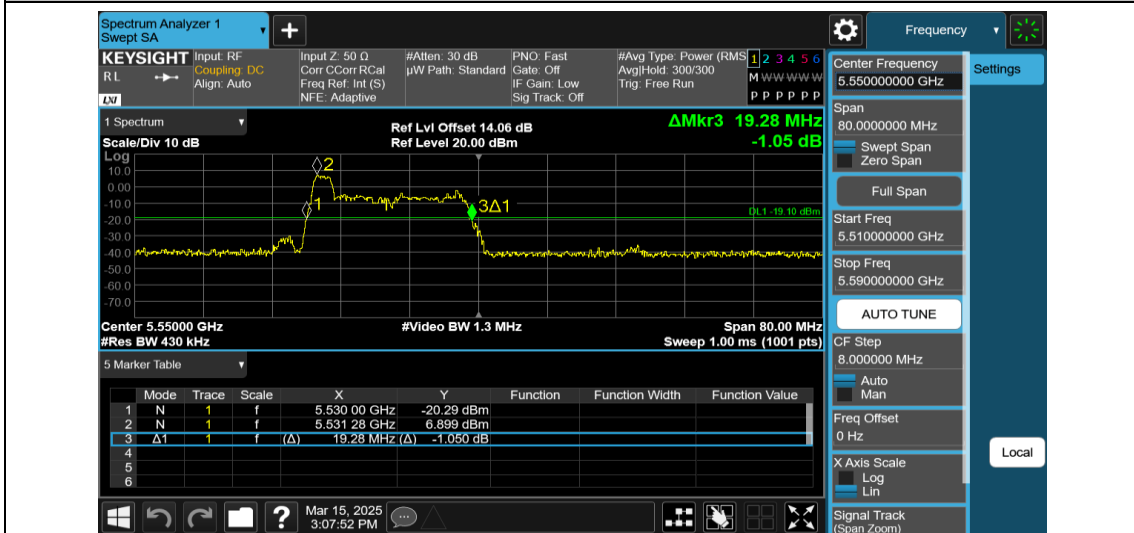 Spectrum Analyzer 1
Swept SA
Frequency
KEYSIGHT
RL
LXI
Input: RF
Coupling: DC
Align: Auto
Input Z: 50 Ω
Corr CCorr RCal
Freq Ref: Int (S)
NFE: Adaptive
#Atten: 30 dB
µW Path: Standard
PNO: Fast
Gate: Off
IF Gain: Low
Sig Track: Off
#Avg Type: Power (RMS
Avg|Hold: 300/300
Trig: Free Run
1 2 3 4 5 6
M W W W W W
P P P P P P
Center Frequency
5.550000000 GHz
Settings
Span
80.0000000 MHz
Swept Span
Zero Span
Full Span
Start Freq
5.510000000 GHz
Stop Freq
5.590000000 GHz
AUTO TUNE
CF Step
8.000000 MHz
Auto
Man
Freq Offset
0 Hz
X Axis Scale
Log
Lin
Signal Track
(Span Zoom)
Local
1 Spectrum
Scale/Div 10 dB
Ref Lvl Offset 14.06 dB
Ref Level 20.00 dBm
ΔMkr3 19.28 MHz
-1.05 dB
Log
10.0
0.00
-10.0
-20.0
-30.0
-40.0
-50.0
-60.0
-70.0
2
1
3Δ1
DL1 -19.10 dBm
Center 5.55000 GHz
#Res BW 430 kHz
#Video BW 1.3 MHz
Span 80.00 MHz
Sweep 1.00 ms (1001 pts)
5 Marker Table
Mode Trace Scale X Y Function Function Width Function Value
1 N 1 f 5.530 00 GHz -20.29 dBm
2 N 1 f 5.531 28 GHz 6.899 dBm
3 Δ1 1 f (Δ) 19.28 MHz (Δ) -1.050 dB
4
5
6
?
Mar 15, 2025
3:07:52 PM